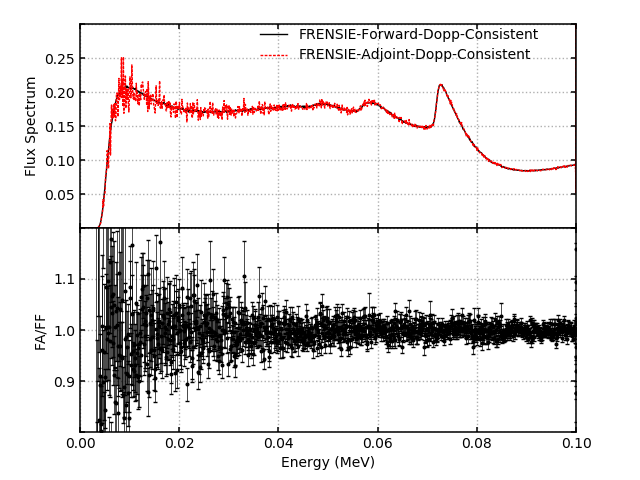 FRENSIE-Forward-Dopp-Consistent
FRENSIE-Adjoint-Dopp-Consistent
Flux Spectrum
0.25
0.20
0.15
0.10
0.05
FA/FF
1.1
1.0
0.9
0.00 0.02 0.04 0.06 0.08 0.10
Energy (MeV)